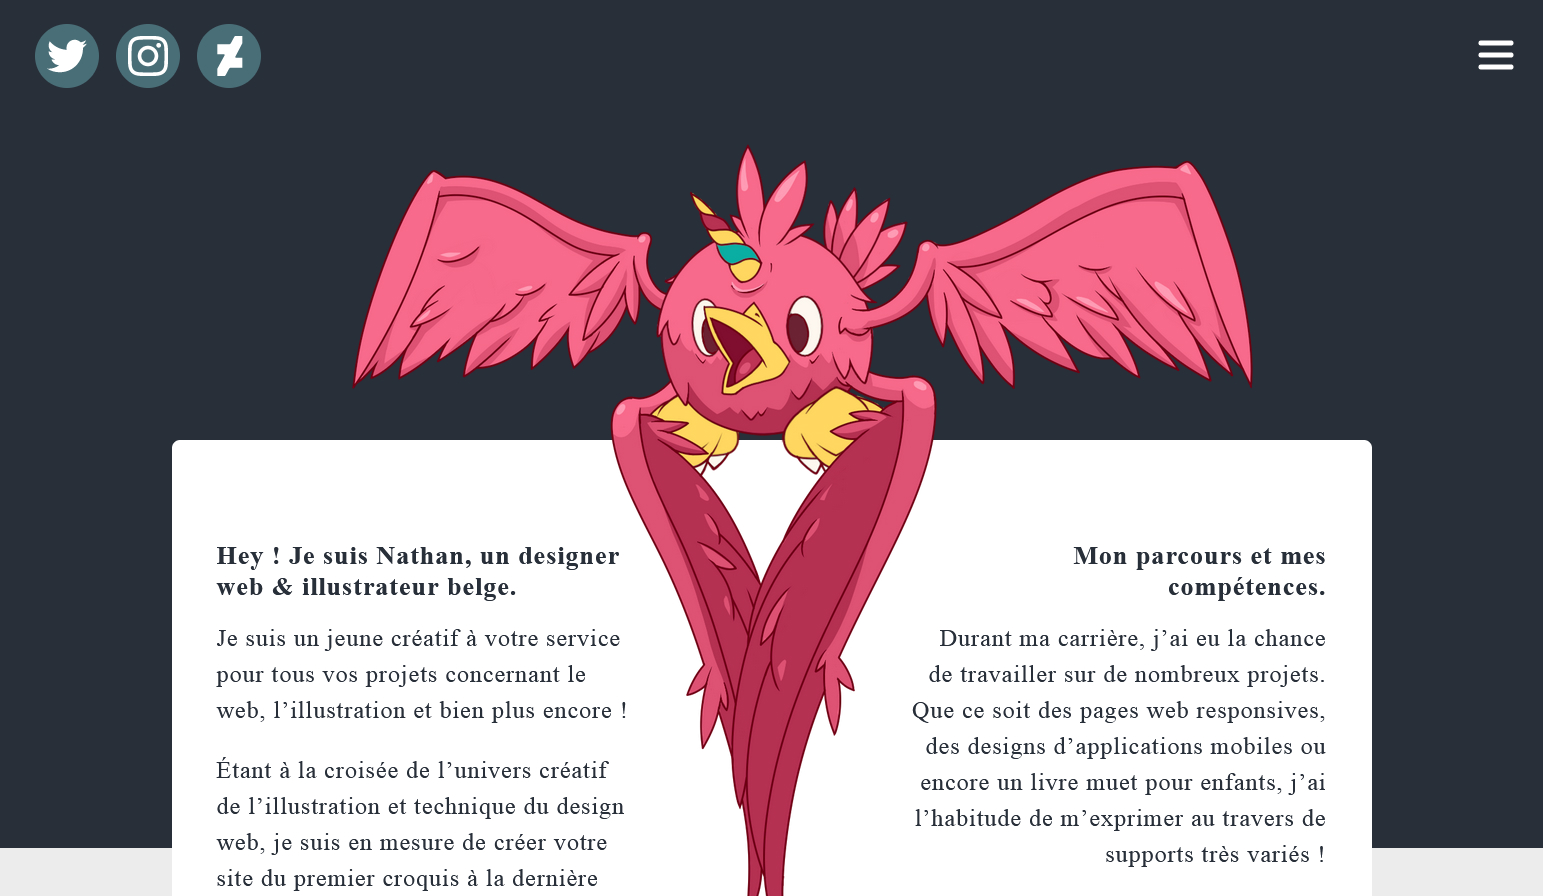 Hey ! Je suis Nathan, un designer
web & illustrateur belge.
Je suis un jeune créatif à votre service
pour tous vos projets concernant le
web, l’illustration et bien plus encore !
Étant à la croisée de l’univers créatif
de l’illustration et technique du design
web, je suis en mesure de créer votre
site du premier croquis à la dernière
Mon parcours et mes
compétences.
Durant ma carrière, j’ai eu la chance
de travailler sur de nombreux projets.
Que ce soit des pages web responsives,
des designs d’applications mobiles ou
encore un livre muet pour enfants, j’ai
l’habitude de m’exprimer au travers de
supports très variés !